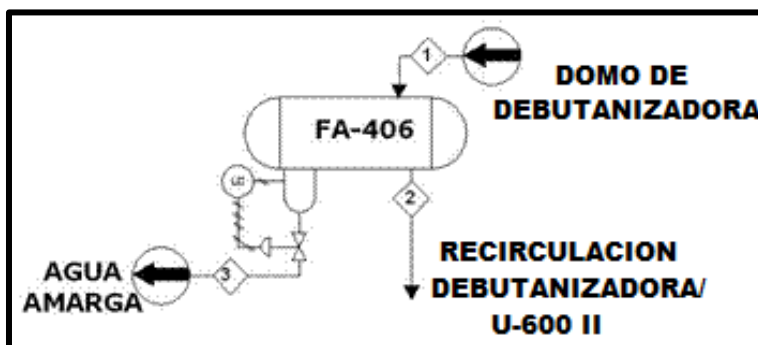 1
DOMO DE
DEBUTANIZADORA
FA-406
2
RECIRCULACION
DEBUTANIZADORA/
U-600 II
3
AGUA
AMARGA